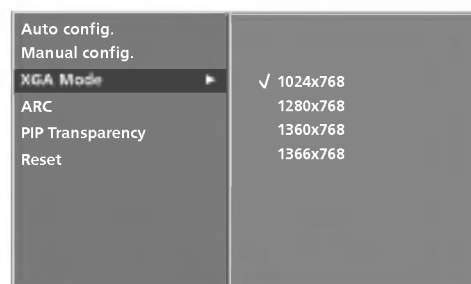 Auto config.
Manual config.
XGA Mode ▶
ARC
PIP Transparency
Reset
✓ 1024x768
1280x768
1360x768
1366x768